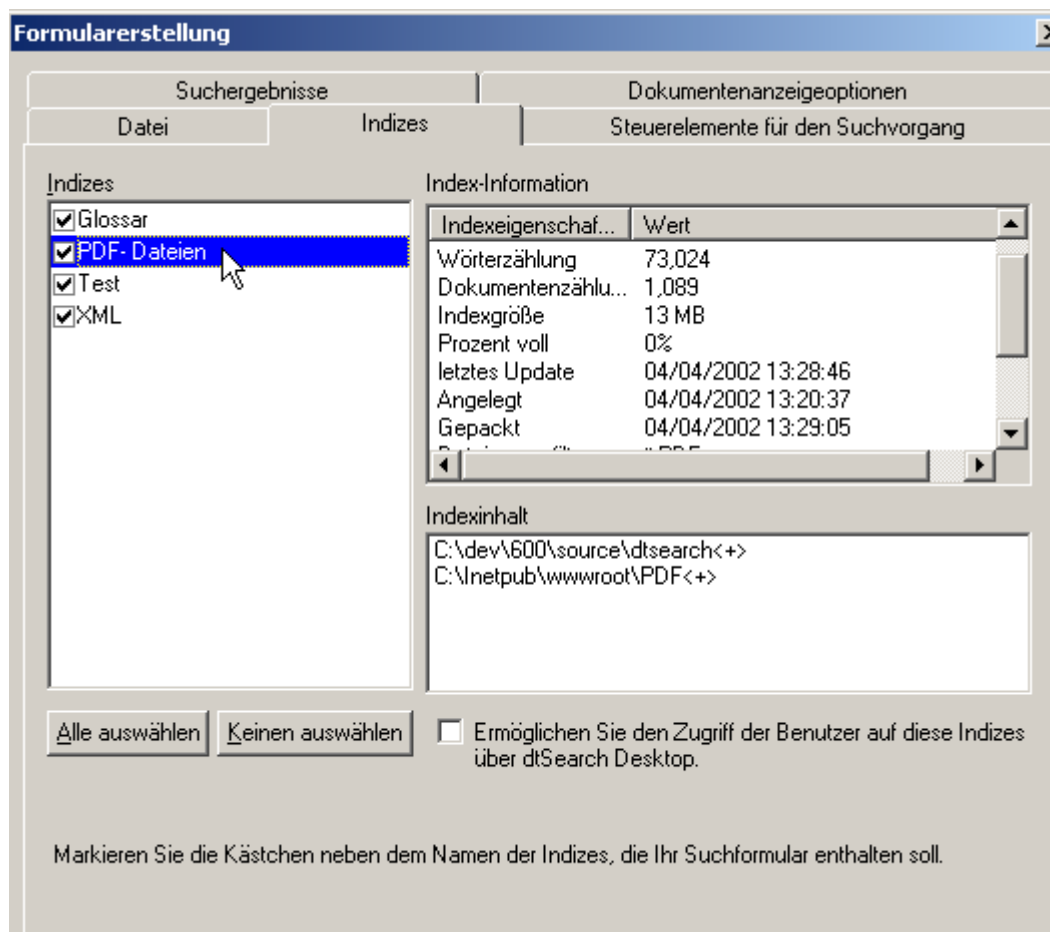 Formularerstellung
Suchergebnisse
Dokumentenanzeigeoptionen
Datei
Indizes
Steuerelemente für den Suchvorgang
Indizes
Glossar
PDF- Dateien
Test
XML
Alle auswählen
Keinen auswählen
Index-Information
Indexeigenschaf... Wert
Wörterzählung 73,024
Dokumentenzählu... 1,089
Indexgröße 13 MB
Prozent voll 0%
letztes Update 04/04/2002 13:28:46
Angelegt 04/04/2002 13:20:37
Gepackt 04/04/2002 13:29:05
Indexinhalt
C:\dev\600\source\dtsearch<+>
C:\Inetpub\wwwroot\PDF<+>
Ermöglichen Sie den Zugriff der Benutzer auf diese Indizes
über dtSearch Desktop.
Markieren Sie die Kästchen neben dem Namen der Indizes, die Ihr Suchformular enthalten soll.